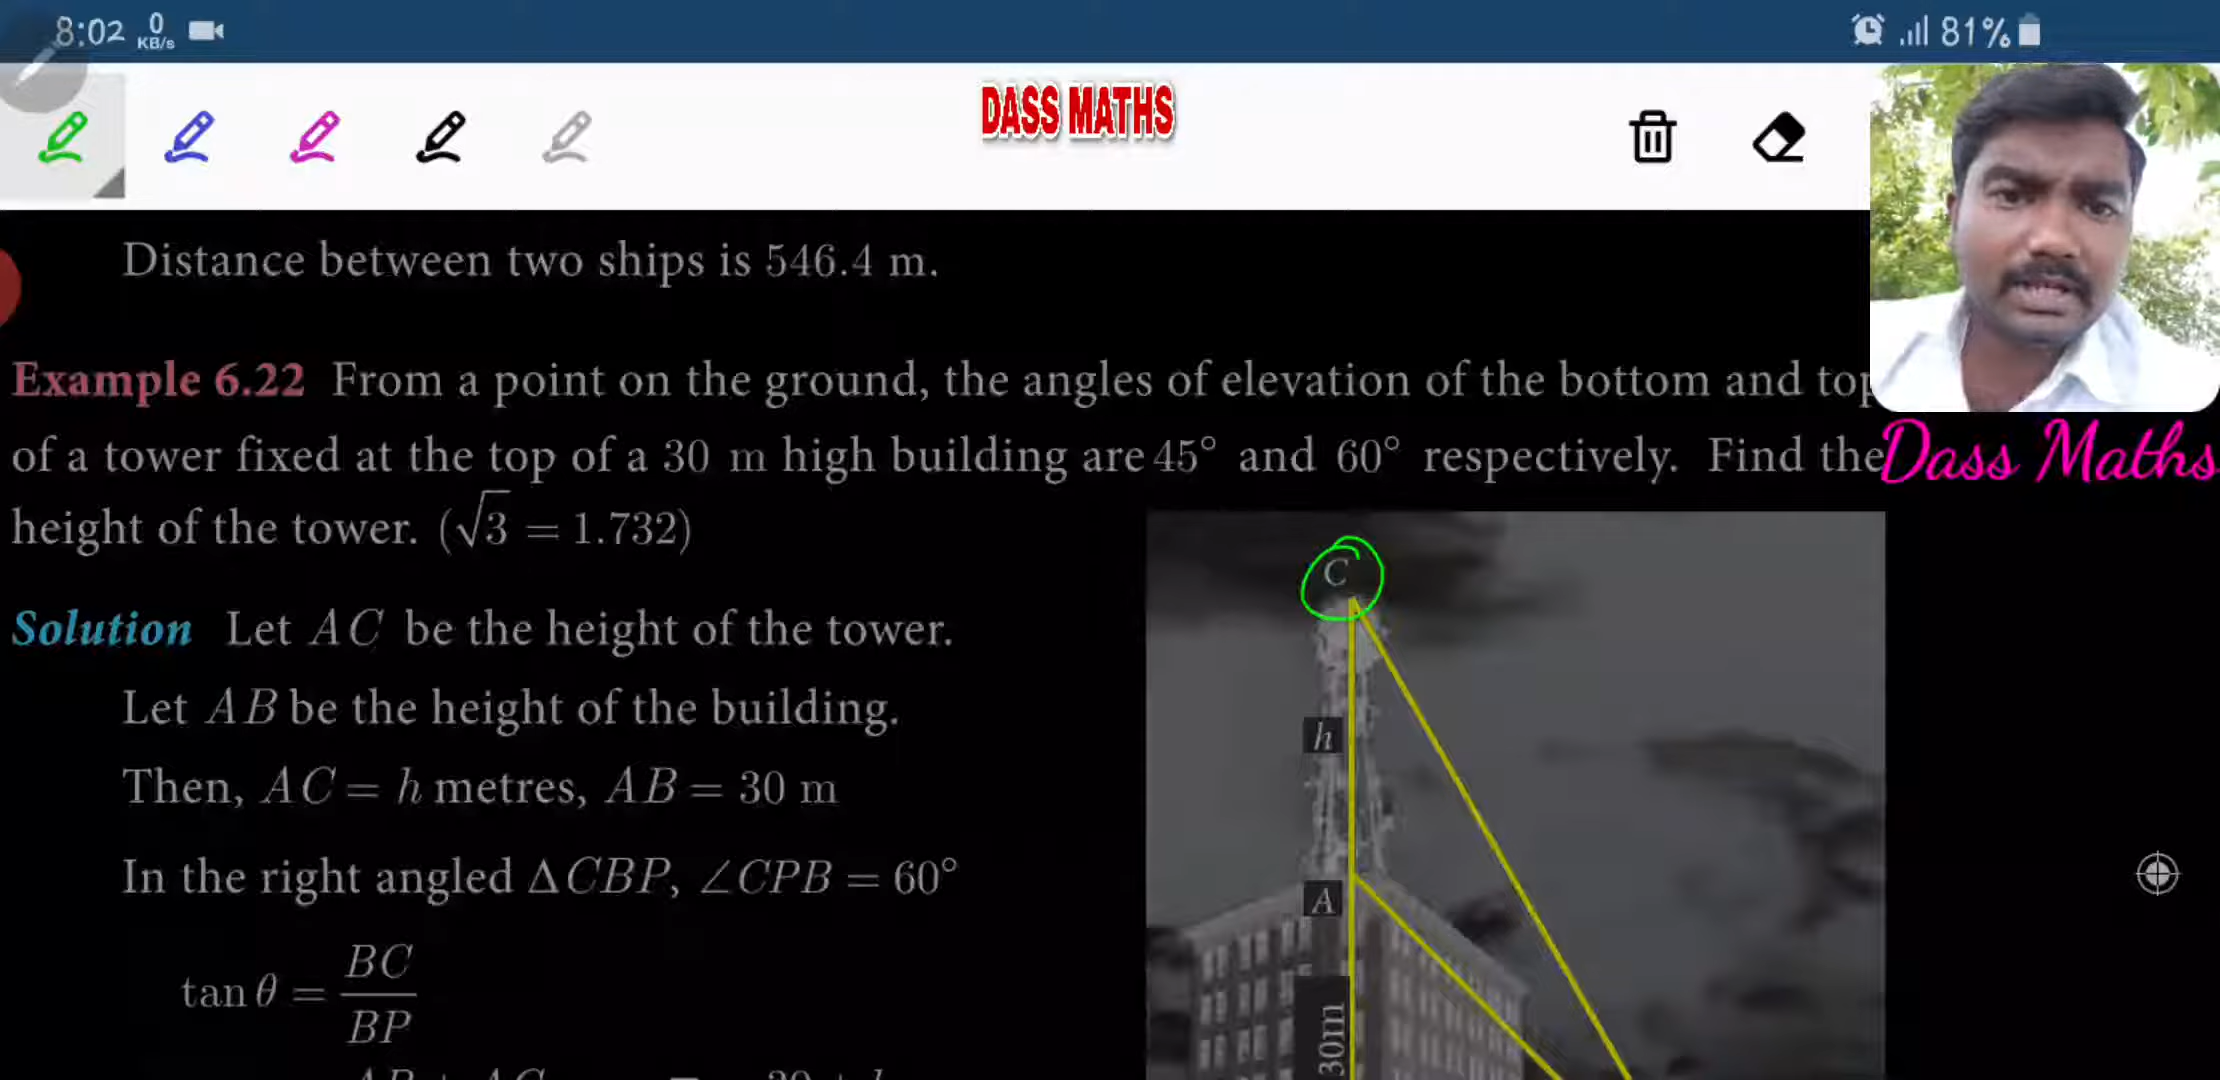 8:02 0 KB/s 81%
DASS MATHS
Distance between two ships is 546.4 m.
Example 6.22 From a point on the ground, the angles of elevation of the bottom and top
of a tower fixed at the top of a 30 m high building are 45° and 60° respectively. Find the
Dass Maths
height of the tower. (√3 = 1.732)
C
Solution Let AC be the height of the tower.
Let AB be the height of the building.
h
Then, AC = h metres, AB = 30 m
In the right angled ΔCBP, ∠CPB = 60°
A
tan θ = BC/BP
30m